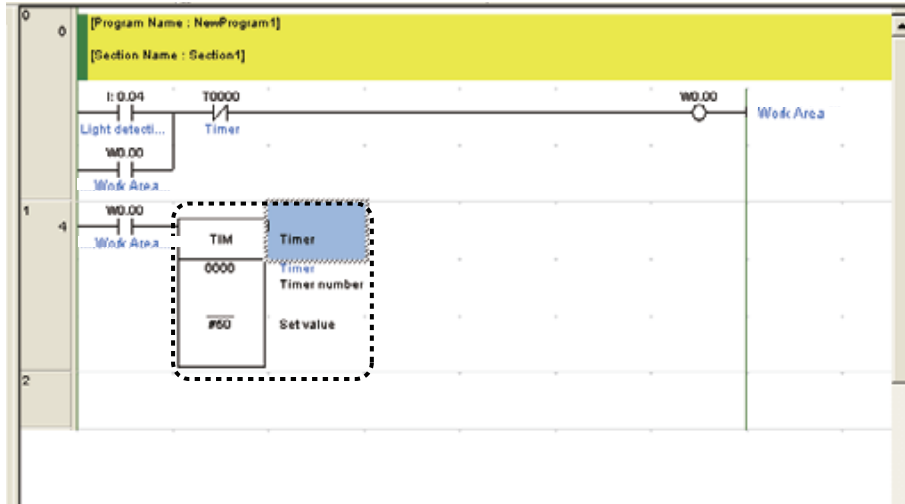 0
0
[Program Name : NewProgram1]
[Section Name : Section1]
I: 0.04
T0000
W0.00
Work Area
Light detecti...
Timer
W0.00
Work Area
1
4
W0.00
Work Area
TIM
Timer
0000
Timer
Timer number
#60
Set value
2